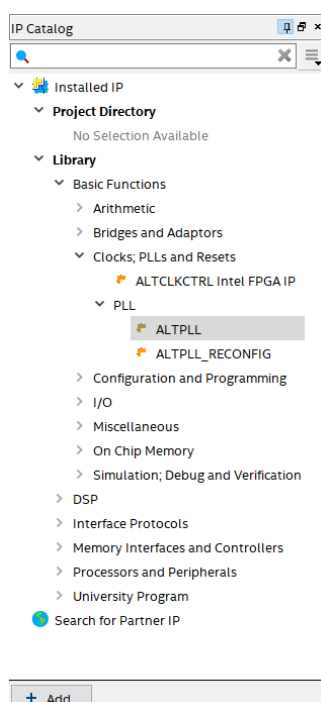 IP Catalog
Installed IP
Project Directory
No Selection Available
Library
Basic Functions
Arithmetic
Bridges and Adaptors
Clocks; PLLs and Resets
ALTCLKCTRL Intel FPGA IP
PLL
ALTPLL
ALTPLL_RECONFIG
Configuration and Programming
I/O
Miscellaneous
On Chip Memory
Simulation; Debug and Verification
DSP
Interface Protocols
Memory Interfaces and Controllers
Processors and Peripherals
University Program
Search for Partner IP
+ Add...